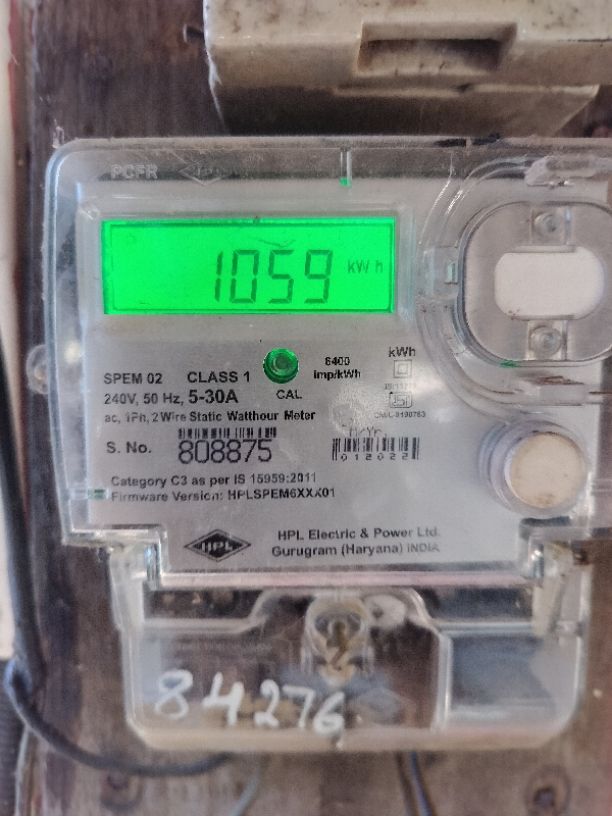 1059 kWh
6400 imp/kWh
kWh
SPEM 02 CLASS 1
240V, 50 Hz, 5-30A
CAL
ac, 1Ph, 2 Wire Static Watthour Meter
S. No. 808875
M/Yr.
012022
Category C3 as per IS 15959:2011
Firmware Version: HPLSPEM6XXX01
HPL
HPL Electric & Power Ltd.
Gurugram (Haryana) INDIA
84276